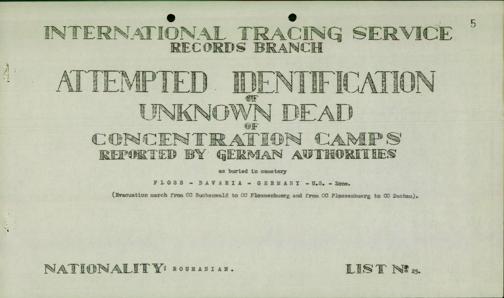 5
INTERNATIONAL TRACING SERVICE
RECORDS BRANCH
ATTEMPTED IDENTIFICATION
OF
UNKNOWN DEAD
OF
CONCENTRATION CAMPS
REPORTED BY GERMAN AUTHORITIES
as buried in cemetery
FLOSS - BAVARIA - GERMANY - U.S. - Zone.
(Evacuation march from CC Buchenwald to CC Flossenbuerg and from CC Flossenbuerg to CC Dachau).
NATIONALITY: ROUMANIAN. LIST Nº 25.